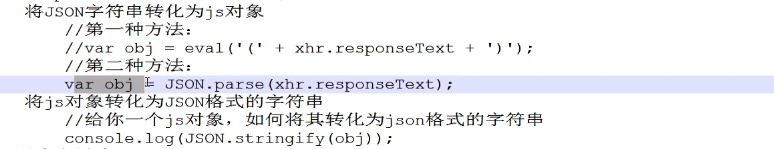 将JSON字符串转化为js对象
//第一种方法：
//var obj = eval('(' + xhr.responseText + ')');
//第二种方法：
var obj = JSON.parse(xhr.responseText);
将js对象转化为JSON格式的字符串
//给你一个js对象，如何将其转化为json格式的字符串
console.log(JSON.stringify(obj));